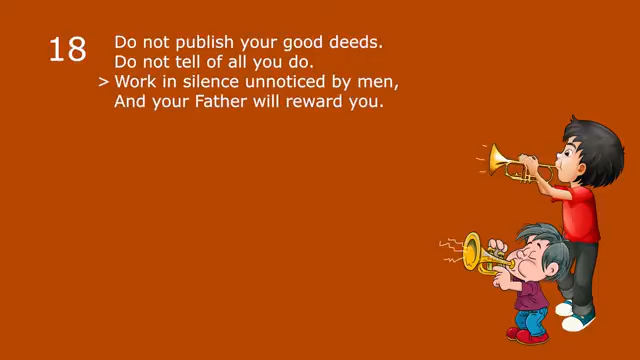 18
Do not publish your good deeds.
Do not tell of all you do.
> Work in silence unnoticed by men,
And your Father will reward you.